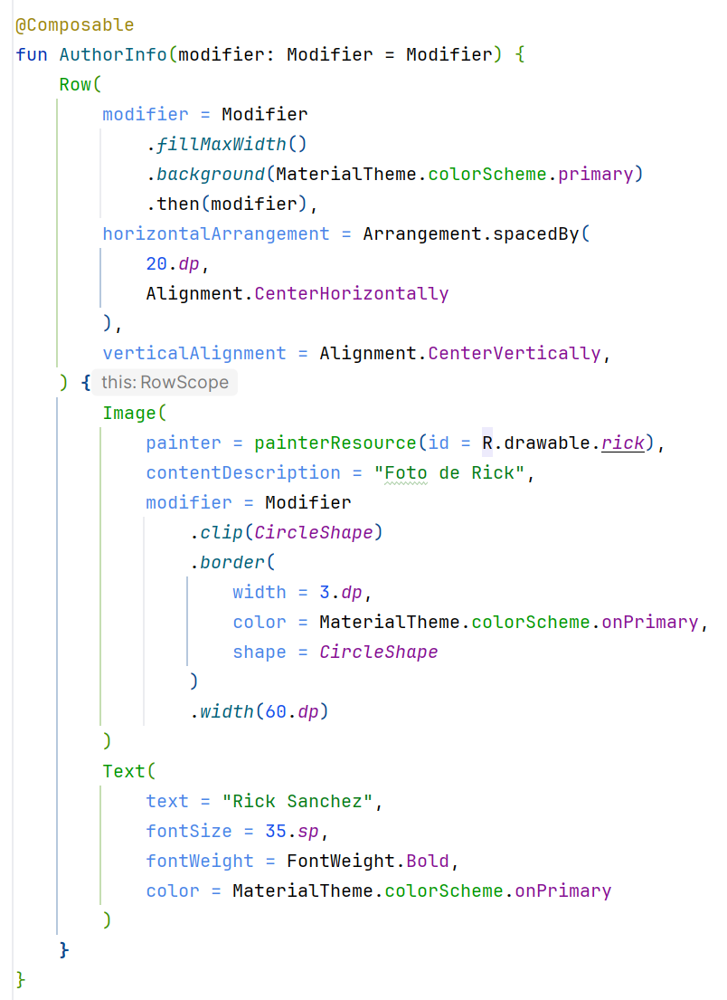 @Composable
fun AuthorInfo(modifier: Modifier = Modifier) {
    Row(
        modifier = Modifier
            .fillMaxWidth()
            .background(MaterialTheme.colorScheme.primary)
            .then(modifier),
        horizontalArrangement = Arrangement.spacedBy(
            20.dp,
            Alignment.CenterHorizontally
        ),
        verticalAlignment = Alignment.CenterVertically,
    ) { this: RowScope
        Image(
            painter = painterResource(id = R.drawable.rick),
            contentDescription = "Foto de Rick",
            modifier = Modifier
                .clip(CircleShape)
                .border(
                    width = 3.dp,
                    color = MaterialTheme.colorScheme.onPrimary,
                    shape = CircleShape
                )
                .width(60.dp)
        )
        Text(
            text = "Rick Sanchez",
            fontSize = 35.sp,
            fontWeight = FontWeight.Bold,
            color = MaterialTheme.colorScheme.onPrimary
        )
    }
}